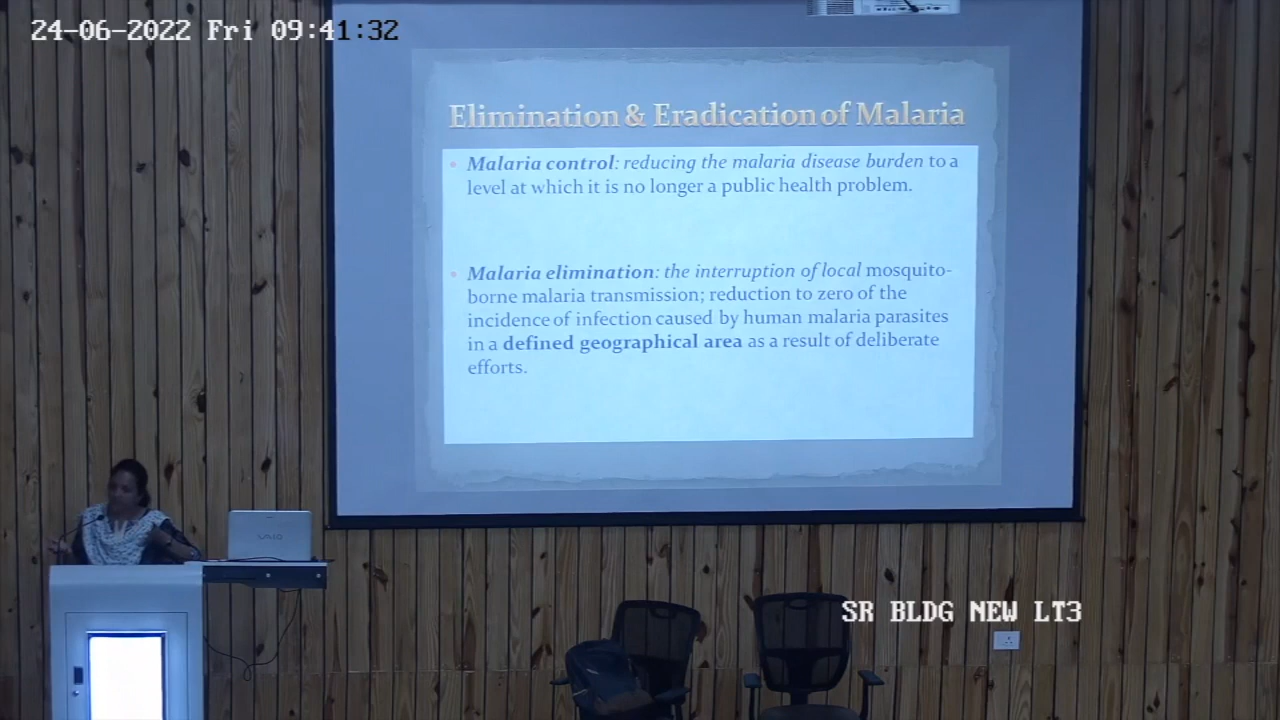 24-06-2022 Fri 09:41:32
Elimination & Eradication of Malaria
• Malaria control: reducing the malaria disease burden to a
level at which it is no longer a public health problem.
• Malaria elimination: the interruption of local mosquito-
borne malaria transmission; reduction to zero of the
incidence of infection caused by human malaria parasites
in a defined geographical area as a result of deliberate
efforts.
VAIO
SR BLDG NEW LT3